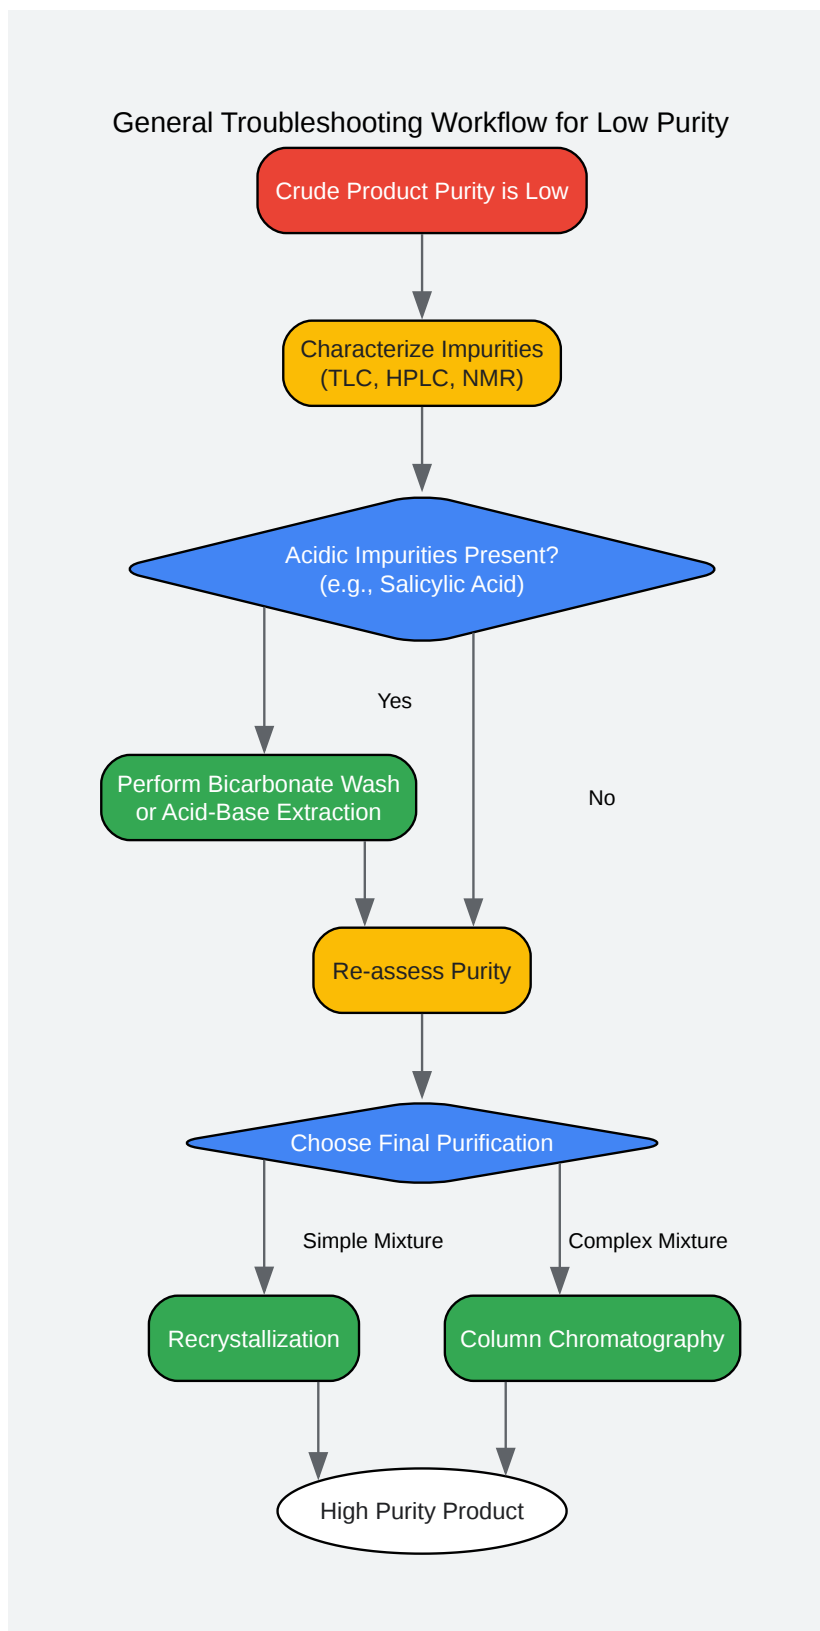 General Troubleshooting Workflow for Low Purity
Crude Product Purity is Low
Characterize Impurities
(TLC, HPLC, NMR)
Acidic Impurities Present?
(e.g., Salicylic Acid)
Yes
Perform Bicarbonate Wash
or Acid-Base Extraction
No
Re-assess Purity
Choose Final Purification
Simple Mixture
Complex Mixture
Recrystallization
Column Chromatography
High Purity Product